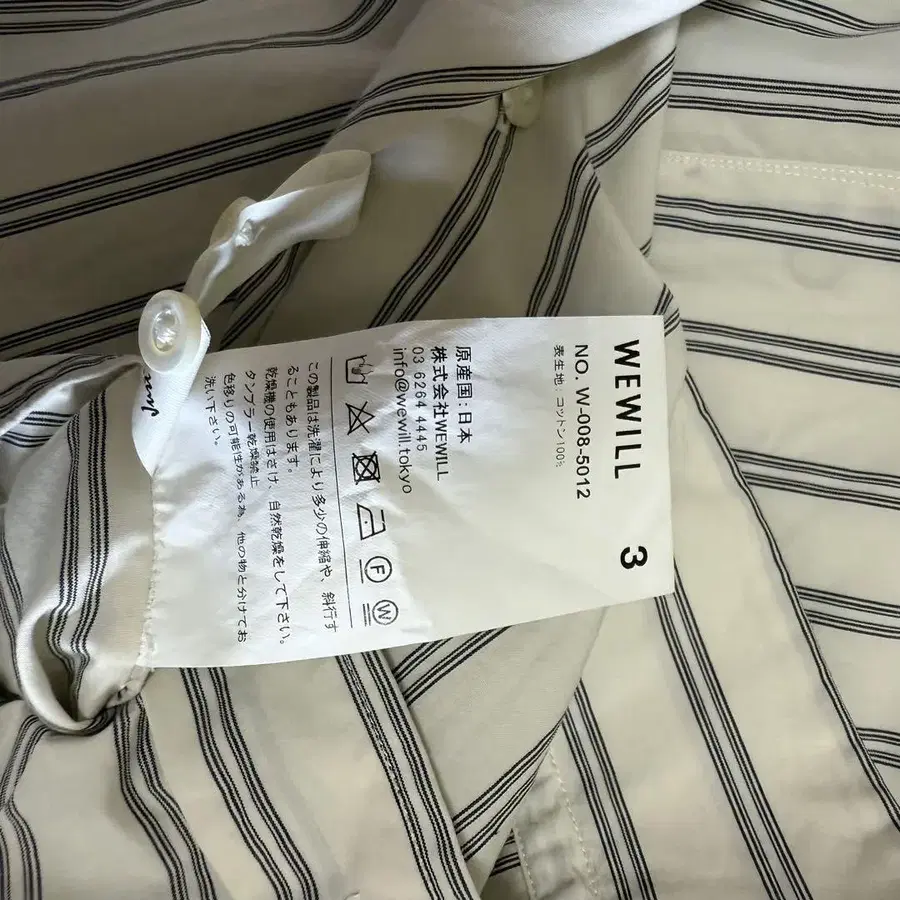 WEWILL 3
NO. W-008-5012
表生地：コットン100%
原産国：日本
株式会社WEWILL
03 6264 4445
info@wewill.tokyo
F W
この製品は洗濯により多少の伸縮や、斜行す
ることもあります。
乾燥機の使用はさけ、自然乾燥をして下さい。
タンブラー乾燥禁止
色移りの可能性がある為、他の物と分けてお
洗い下さい。